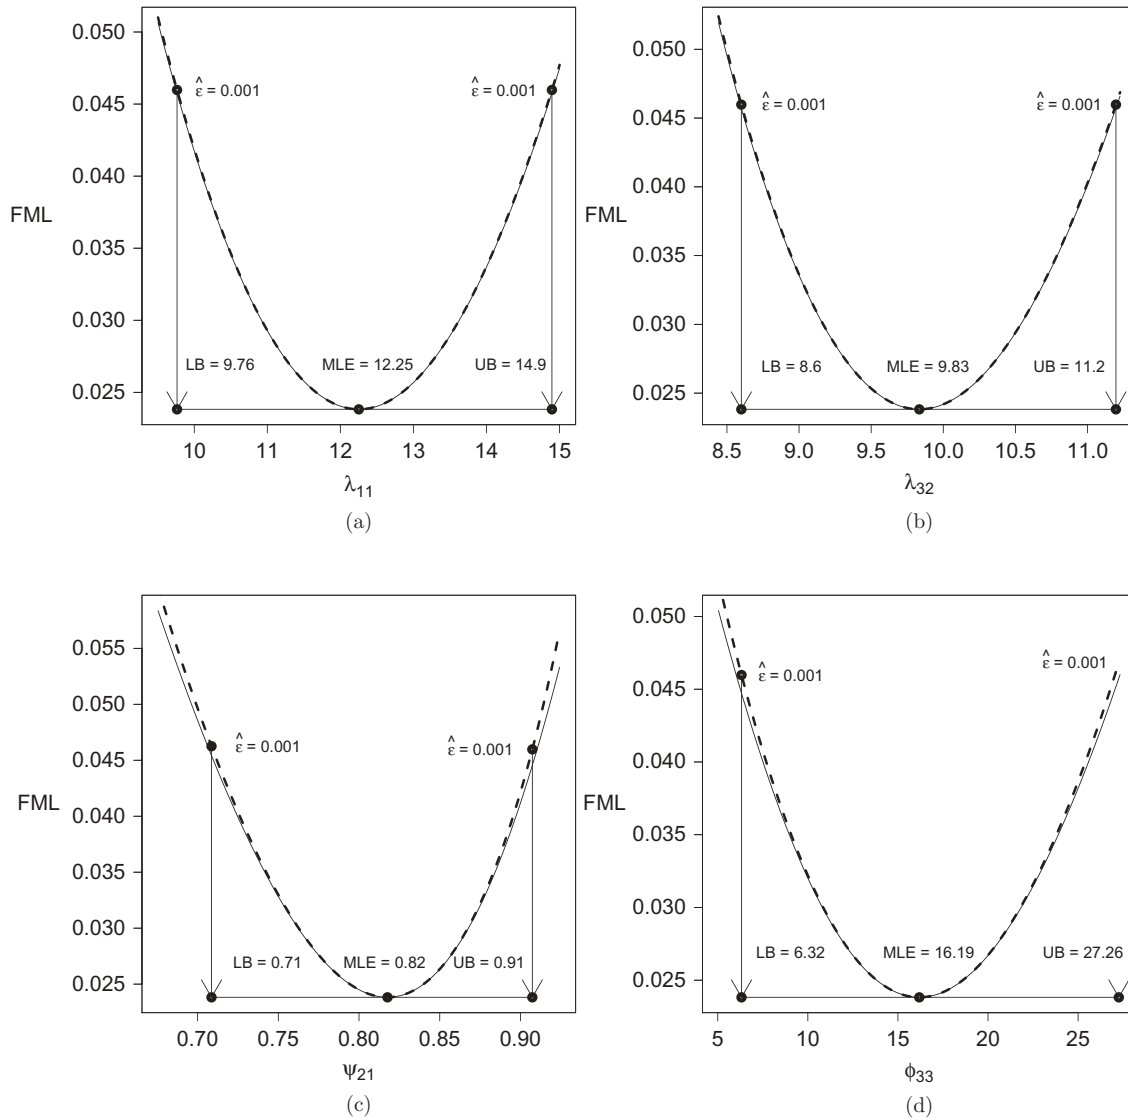 0.050
0.045
0.040
0.035
0.030
0.025
FML
ε̂ = 0.001
ε̂ = 0.001
LB = 9.76
MLE = 12.25
UB = 14.9
10 11 12 13 14 15
λ11
(a)
0.050
0.045
0.040
0.035
0.030
0.025
FML
ε̂ = 0.001
ε̂ = 0.001
LB = 8.6
MLE = 9.83
UB = 11.2
8.5 9.0 9.5 10.0 10.5 11.0
λ32
(b)
0.055
0.050
0.045
0.040
0.035
0.030
0.025
FML
ε̂ = 0.001
ε̂ = 0.001
LB = 0.71
MLE = 0.82
UB = 0.91
0.70 0.75 0.80 0.85 0.90
ψ21
(c)
0.050
0.045
0.040
0.035
0.030
0.025
FML
ε̂ = 0.001
ε̂ = 0.001
LB = 6.32
MLE = 16.19
UB = 27.26
5 10 15 20 25
ϕ33
(d)